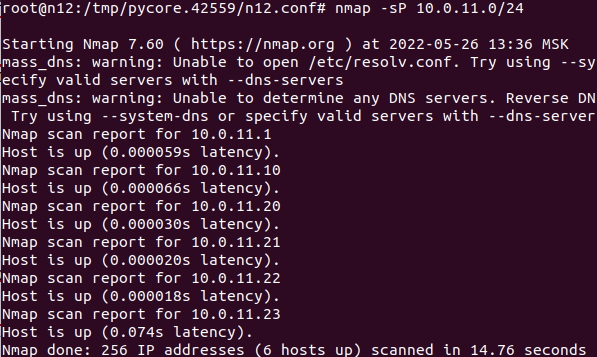 root@n12:/tmp/pycore.42559/n12.conf# nmap -sP 10.0.11.0/24
Starting Nmap 7.60 ( https://nmap.org ) at 2022-05-26 13:36 MSK
mass_dns: warning: Unable to open /etc/resolv.conf. Try using --sy
ecify valid servers with --dns-servers
mass_dns: warning: Unable to determine any DNS servers. Reverse DN
 Try using --system-dns or specify valid servers with --dns-server
Nmap scan report for 10.0.11.1
Host is up (0.000059s latency).
Nmap scan report for 10.0.11.10
Host is up (0.000066s latency).
Nmap scan report for 10.0.11.20
Host is up (0.000030s latency).
Nmap scan report for 10.0.11.21
Host is up (0.000020s latency).
Nmap scan report for 10.0.11.22
Host is up (0.000018s latency).
Nmap scan report for 10.0.11.23
Host is up (0.074s latency).
Nmap done: 256 IP addresses (6 hosts up) scanned in 14.76 seconds